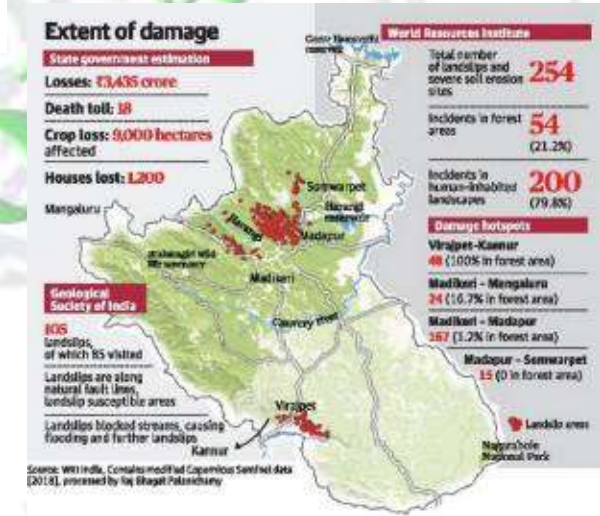 Extent of damage
State government estimation
Losses: ₹3,435 crore
Death toll: 18
Crop loss: 9,000 hectares
affected
Houses lost: 1,200
Mangaluru
World Resources Institute
Total number
of landslips and
severe soil erosion
sites
254
Incidents in forest
areas
54
(21.2%)
Incidents in
human-inhabited
landscapes
200
(79.8%)
Damage hotspots
Virajpet-Kannur
48 (100% in forest area)
Madikeri - Mengaluru
24 (16.7% in forest area)
Madikeri - Madapur
167 (1.2% in forest area)
Madapur - Somwarpet
15 (0 in forest area)
Landslip areas
reservoir
Somwarpet
Harangi
reservoir
Harangi
Madapur
Madikeri
Cauvery river
Virajpet
Kannur
Nagarahole
National Park
Geological
Society of India
105
landslips,
of which 85 visited
Landslips are along
natural fault lines,
landslip susceptible areas
Landslips blocked streams, causing
flooding and further landslips
Source: WRI India, Contains modified Copernicus Sentinel data
[2018], processed by Raj Bhagat Palanichamy